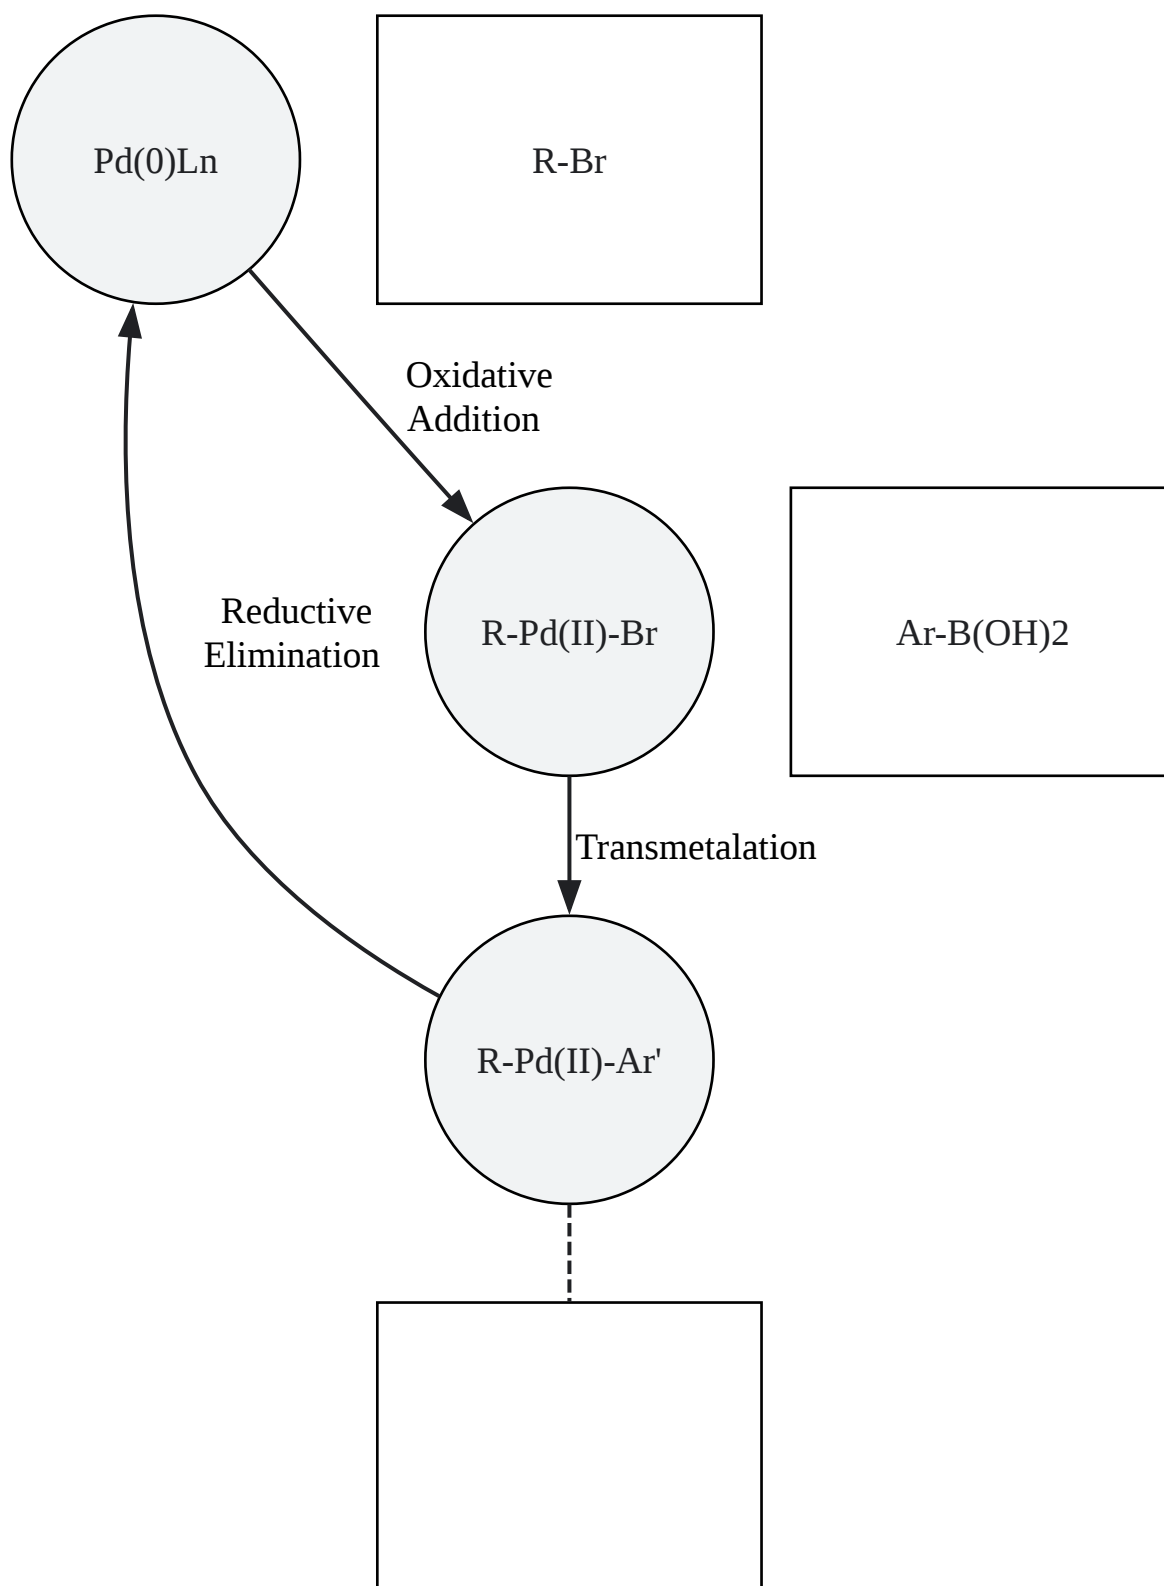 Pd(0)Ln
R-Br
Oxidative
Addition
Reductive
Elimination
R-Pd(II)-Br
Ar-B(OH)2
Transmetalation
R-Pd(II)-Ar'